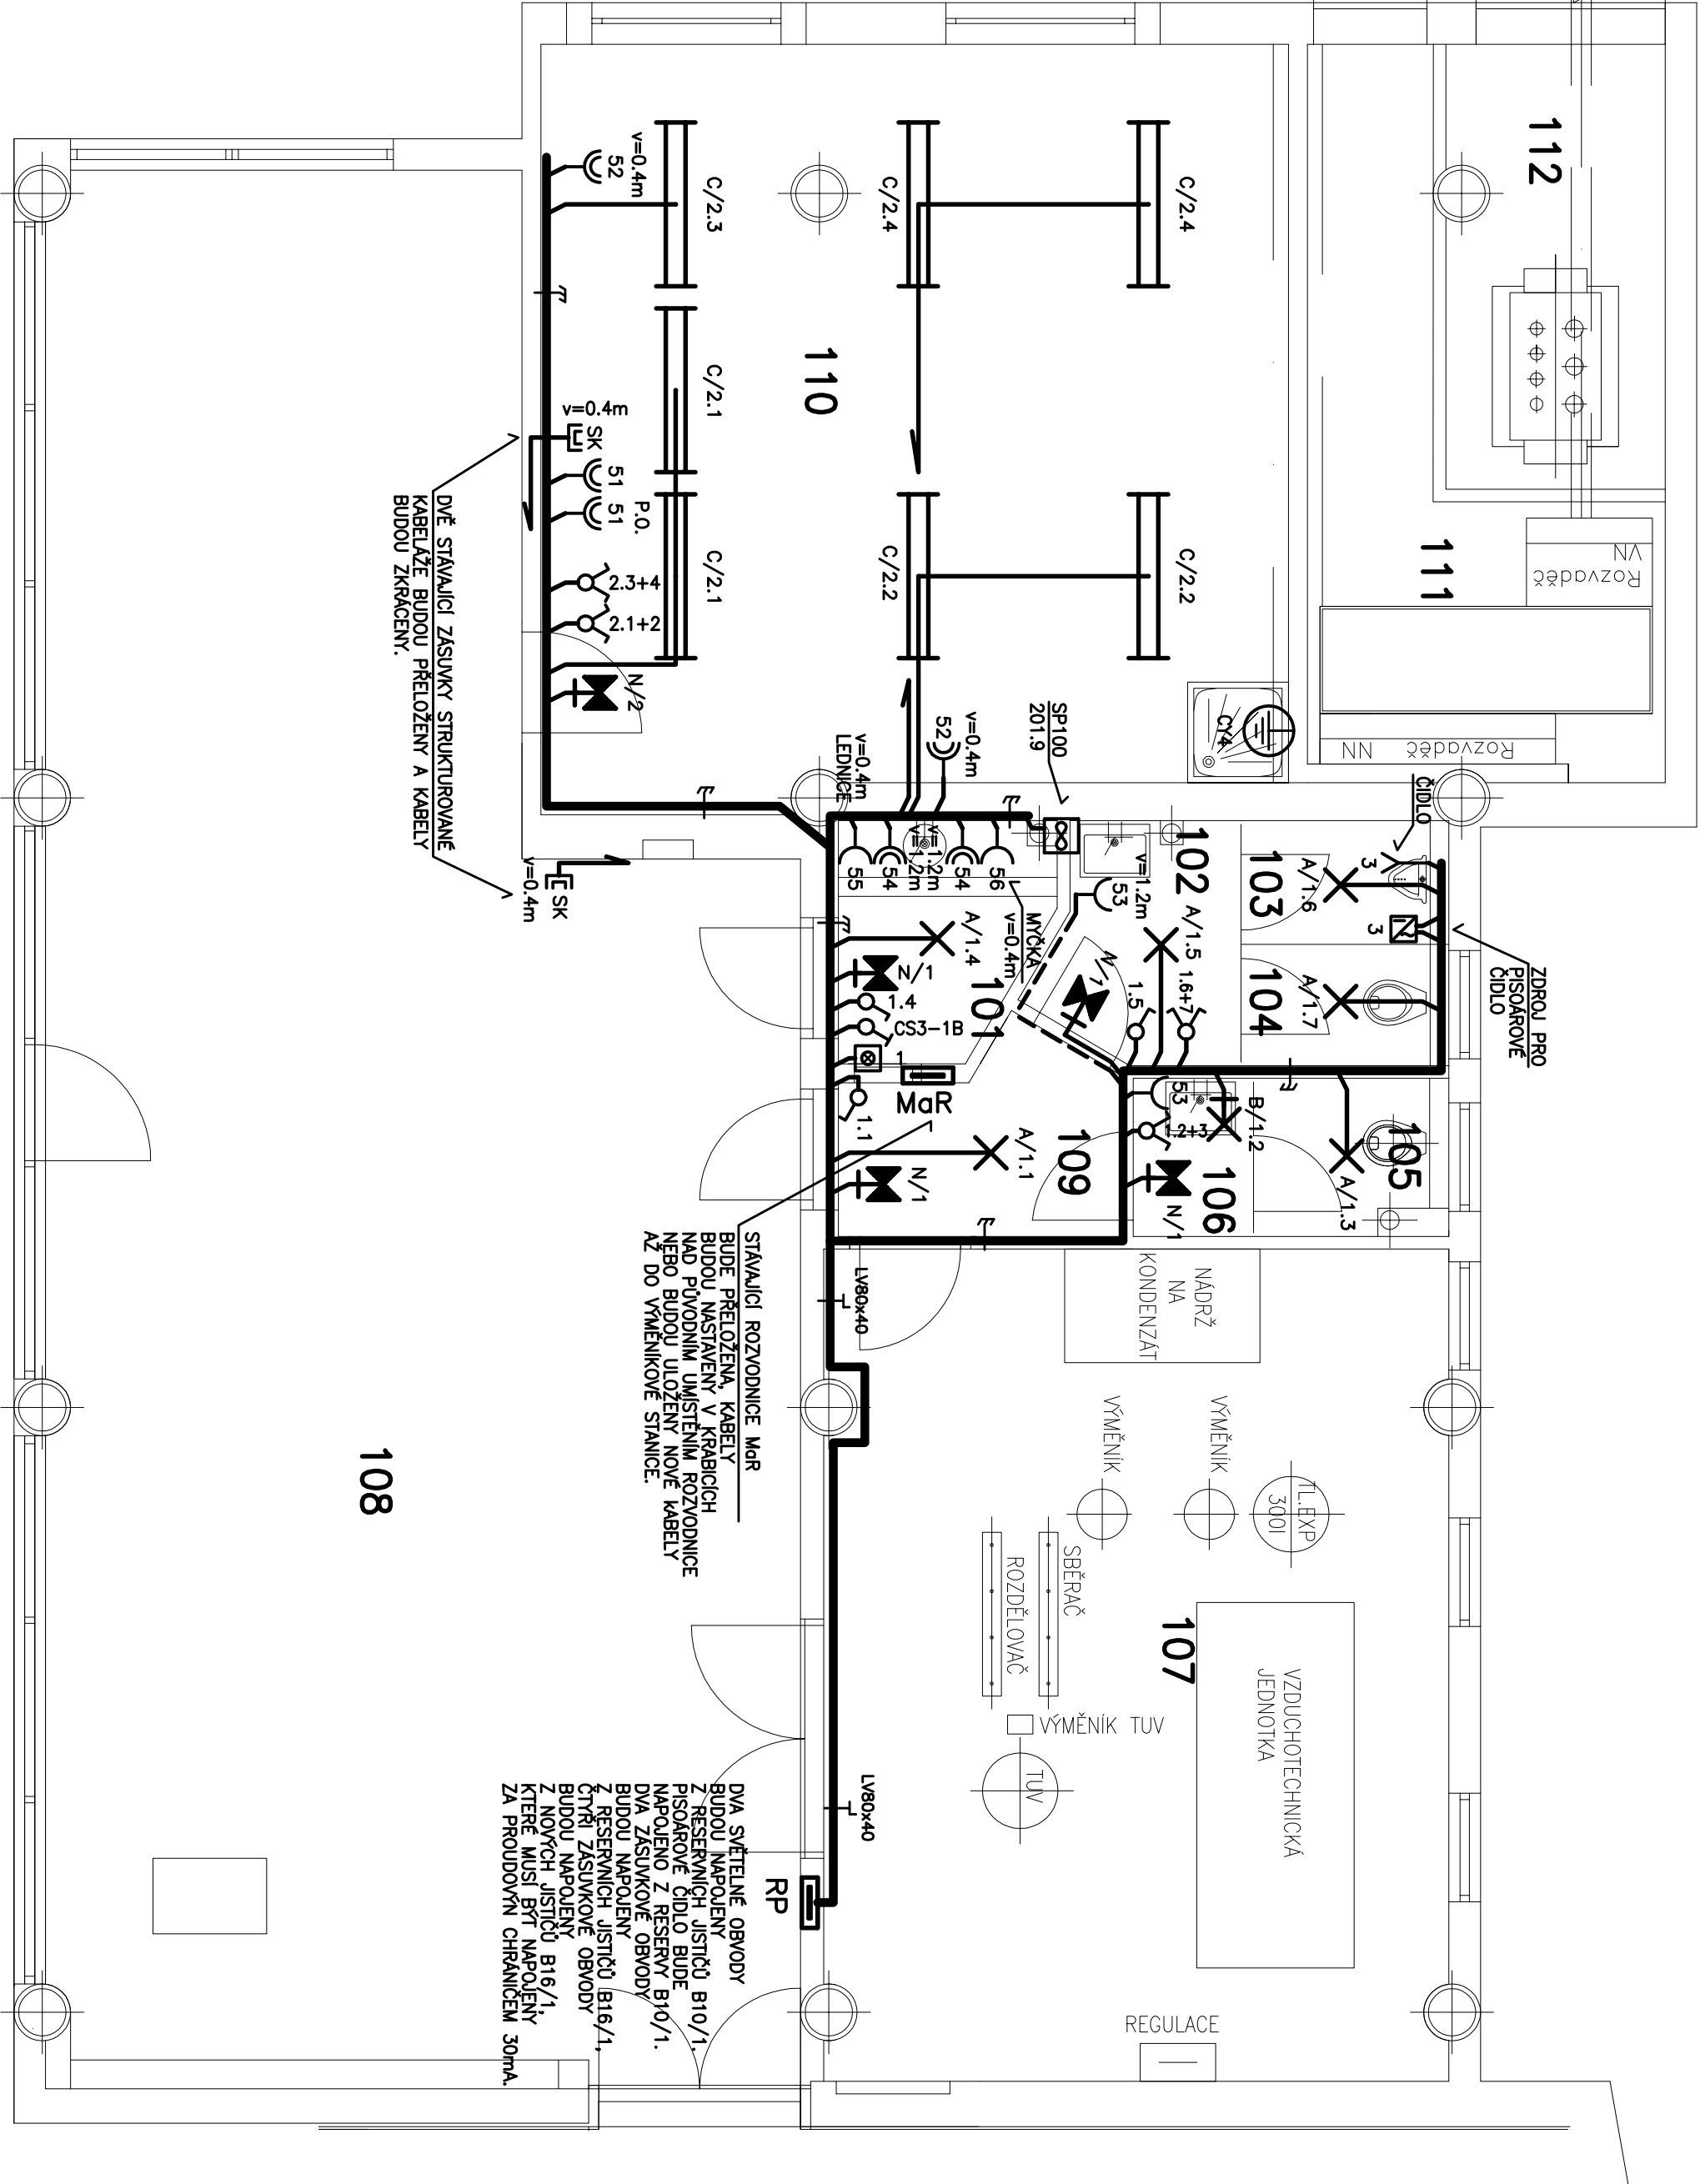 112
111
Rozvaděč
VN
Rozvaděč
NN
C/2.4
C/2.2
C/2.4
C/2.2
110
C/2.3
C/2.1
C/2.1
v=0.4m
52
v=0.4m
SK
51
51
P.O.
2.3+4
2.1+2
N/2
DVĚ STÁVAJÍCÍ ZÁSUVKY STRUKTUROVANÉ
KABELÁŽE BUDOU PŘELOŽENY A KABELY
BUDOU ZKRÁCENY.
SK
v=0.4m
CY4
SP100
201.9
v=0.4m
52
v=0.4m
LEDNICE
55
54
v=1.2m
v=1.2m
54
56
MYČKA
v=0.4m
v=1.2m
53
102
103
104
A/1.6
A/1.7
ČIDLO
3
3
ZDROJ PRO
PISOÁROVÉ
ČIDLO
A/1.5
1.6+7
1.5
N/1
A/1.4
N/1
1.4
CS3-1B
101
1
MaR
1.1
A/1.1
N/1
109
53
1.2+3
B/1.2
N/1
106
105
A/1.3
STÁVAJÍCÍ ROZVODNICE MaR
BUDE PŘELOŽENA, KABELY
BUDOU NASTAVENY V KRABICÍCH
NAD PŮVODNÍM UMÍSTĚNÍM ROZVODNICE
NEBO BUDOU ULOŽENY NOVÉ KABELY
AŽ DO VÝMĚNÍKOVÉ STANICE.
LV80x40
NÁDRŽ
NA
KONDENZÁT
VÝMĚNÍK
VÝMĚNÍK
TL.EXP
300l
SBĚRAČ
ROZDĚLOVAČ
107
VZDUCHOTECHNICKÁ
JEDNOTKA
VÝMĚNÍK TUV
TUV
LV80x40
RP
REGULACE
108
DVA SVĚTELNÉ OBVODY
BUDOU NAPOJENY
Z RESERVNÍCH JISTIČŮ B10/1.
PISOÁROVÉ ČIDLO BUDE
NAPOJENO Z RESERVY B10/1.
DVA ZÁSUVKOVÉ OBVODY
BUDOU NAPOJENY
Z RESERVNÍCH JISTIČŮ B16/1,
ČTYŘI ZÁSUVKOVÉ OBVODY
BUDOU NAPOJENY
Z NOVÝCH JISTIČŮ B16/1,
KTERÉ MUSÍ BÝT NAPOJENY
ZA PROUDOVÝM CHRÁNIČEM 30mA.